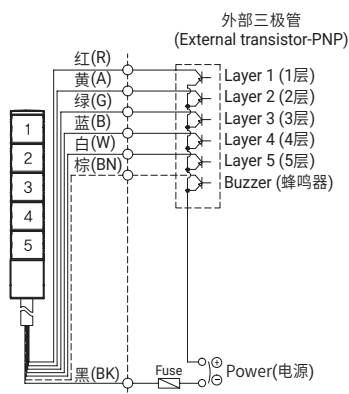 外部三极管
(External transistor-PNP)
红(R)
黄(A)
绿(G)
蓝(B)
白(W)
棕(BN)
Layer 1 (1层)
Layer 2 (2层)
Layer 3 (3层)
Layer 4 (4层)
Layer 5 (5层)
Buzzer (蜂鸣器)
1
2
3
4
5
黑(BK)
Fuse
+
−
Power(电源)